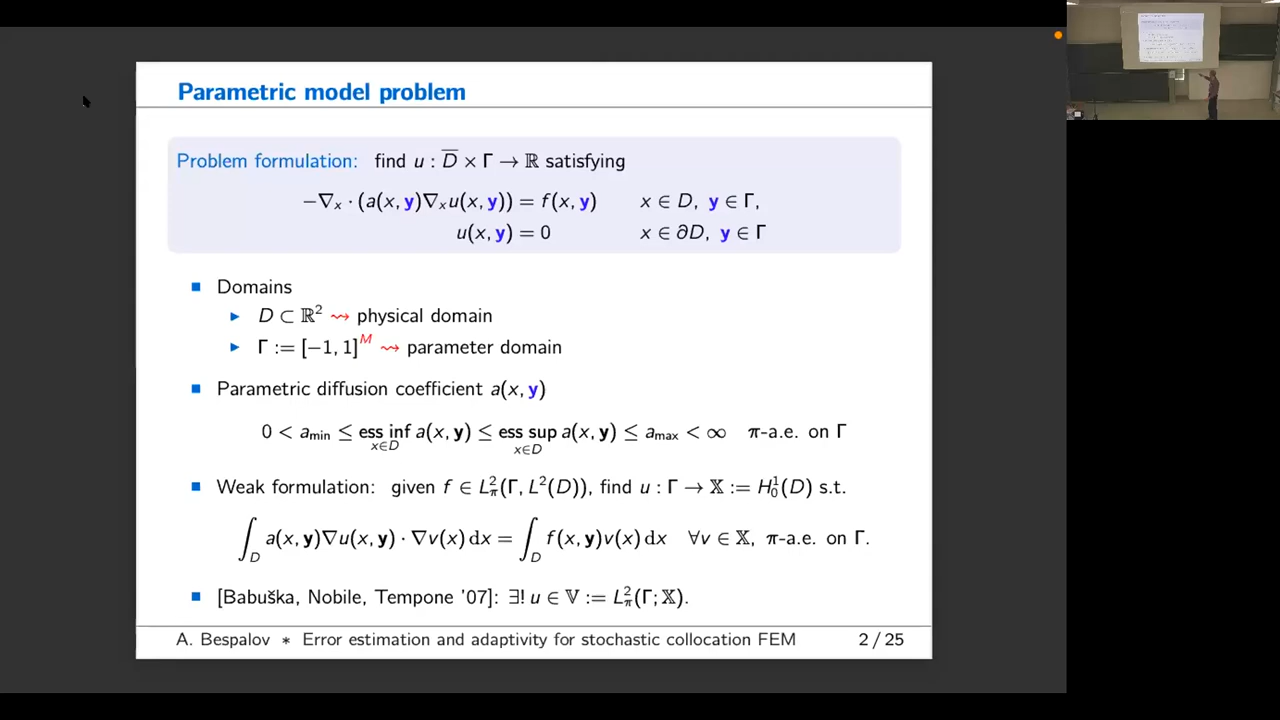 Parametric model problem
Problem formulation: find u : D̅ × Γ → ℝ satisfying
−∇ₓ · (a(x, y)∇ₓu(x, y)) = f(x, y) x ∈ D, y ∈ Γ,
u(x, y) = 0 x ∈ ∂D, y ∈ Γ
■ Domains
▶ D ⊂ ℝ² ⇝ physical domain
▶ Γ := [−1, 1]ᴹ ⇝ parameter domain
■ Parametric diffusion coefficient a(x, y)
0 < a_min ≤ ess inf_{x∈D} a(x, y) ≤ ess sup_{x∈D} a(x, y) ≤ a_max < ∞ π-a.e. on Γ
■ Weak formulation: given f ∈ L²_π(Γ, L²(D)), find u : Γ → 𝕏 := H¹₀(D) s.t.
∫_D a(x, y)∇u(x, y) · ∇v(x) dx = ∫_D f(x, y)v(x) dx ∀v ∈ 𝕏, π-a.e. on Γ.
■ [Babuška, Nobile, Tempone '07]: ∃! u ∈ 𝕍 := L²_π(Γ; 𝕏).
A. Bespalov ∗ Error estimation and adaptivity for stochastic collocation FEM 2 / 25